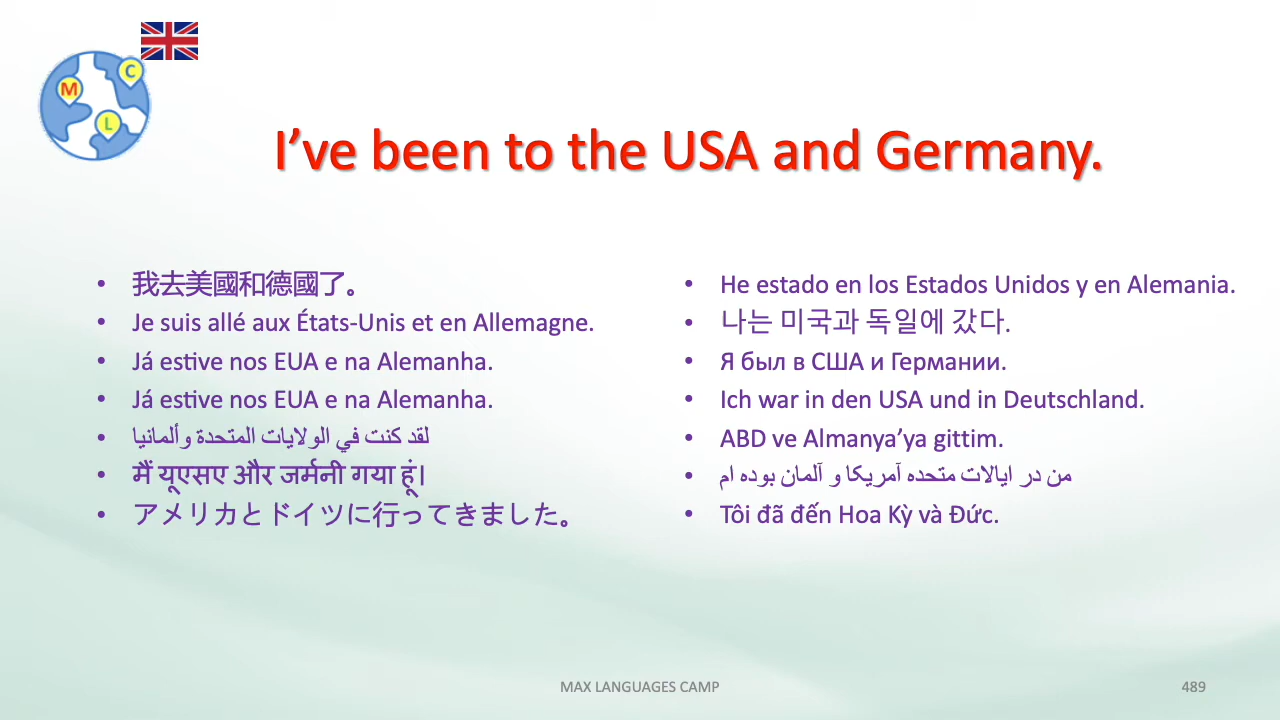 C
M
L
I’ve been to the USA and Germany.
• 我去美國和德國了。
• Je suis allé aux États-Unis et en Allemagne.
• Já estive nos EUA e na Alemanha.
• Já estive nos EUA e na Alemanha.
• لقد كنت في الولايات المتحدة وألمانيا
• मैं यूएसए और जर्मनी गया हूं।
• アメリカとドイツに行ってきました。
• He estado en los Estados Unidos y en Alemania.
• 나는 미국과 독일에 갔다.
• Я был в США и Германии.
• Ich war in den USA und in Deutschland.
• ABD ve Almanya’ya gittim.
• من در ایالات متحده آمریکا و آلمان بوده ام
• Tôi đã đến Hoa Kỳ và Đức.
MAX LANGUAGES CAMP
489